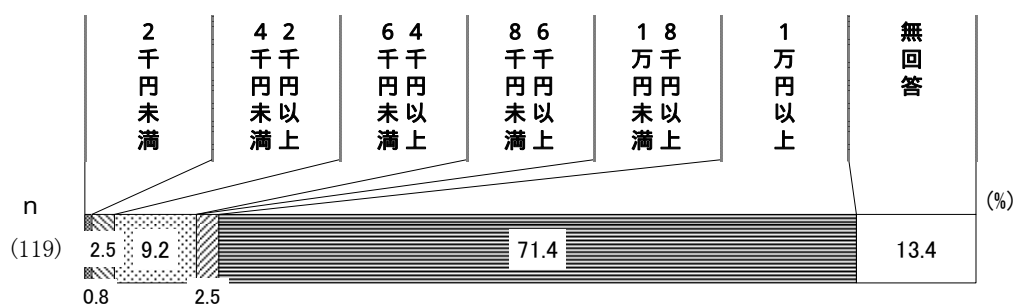 2千円未満
2千円以上
4千円未満
4千円以上
6千円未満
6千円以上
8千円未満
8千円以上
1万円未満
1万円以上
無回答
(%)
n
(119)
2.5
9.2
71.4
13.4
0.8
2.5